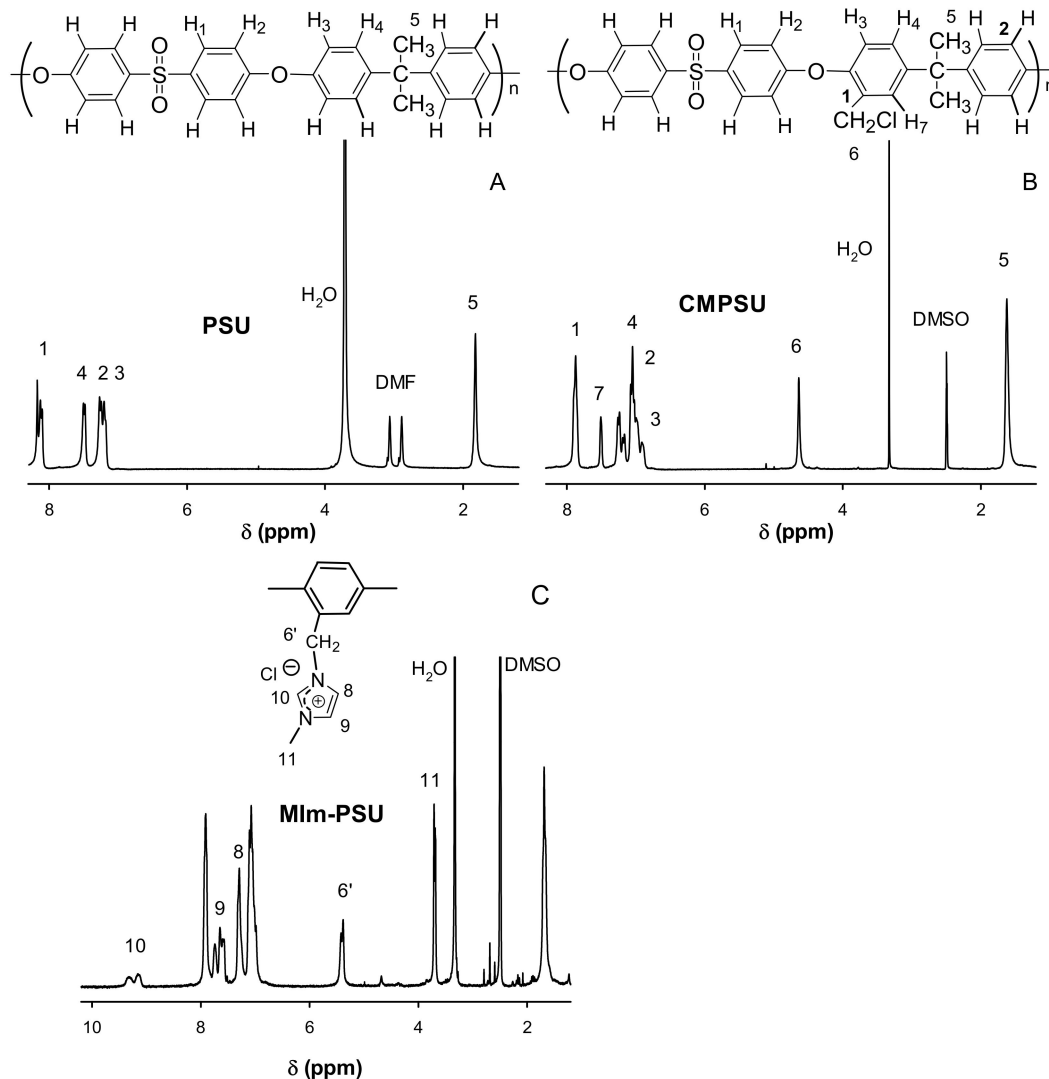 H H H₁ H₂ H₃ H₄ 5 H H
O S O O O CH₃ CH₃ n
H H H H H H H H
A
PSU
H₂O
DMF
1 4 2 3 5
8 6 4 2
δ (ppm)
H H H₁ H₂ H₃ H₄ 5 H 2 H
O S O O O 1 CH₃ CH₃ n
H H H H CH₂Cl H₇ H H
6
B
CMPSU
H₂O
DMSO
1 7 4 2 3 6 5
8 6 4 2
δ (ppm)
C
6' CH₂
Cl ⊖
N 8
10 ⊕
N 9
11
MIm-PSU
H₂O
DMSO
10 9 8 6' 11
10 8 6 4 2
δ (ppm)